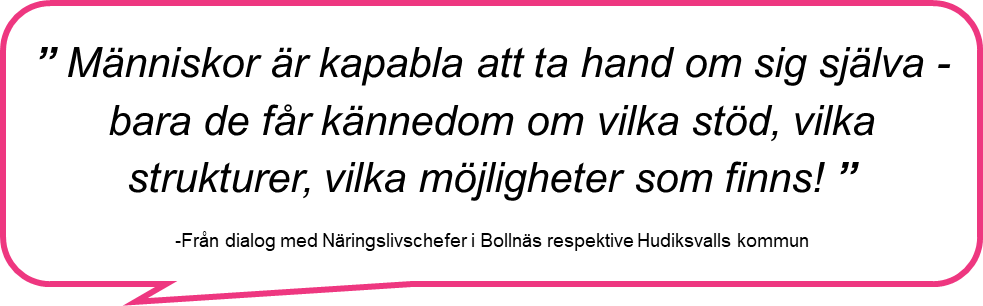 ” Människor är kapabla att ta hand om sig själva -
bara de får kännedom om vilka stöd, vilka
strukturer, vilka möjligheter som finns! ”
-Från dialog med Näringslivschefer i Bollnäs respektive Hudiksvalls kommun